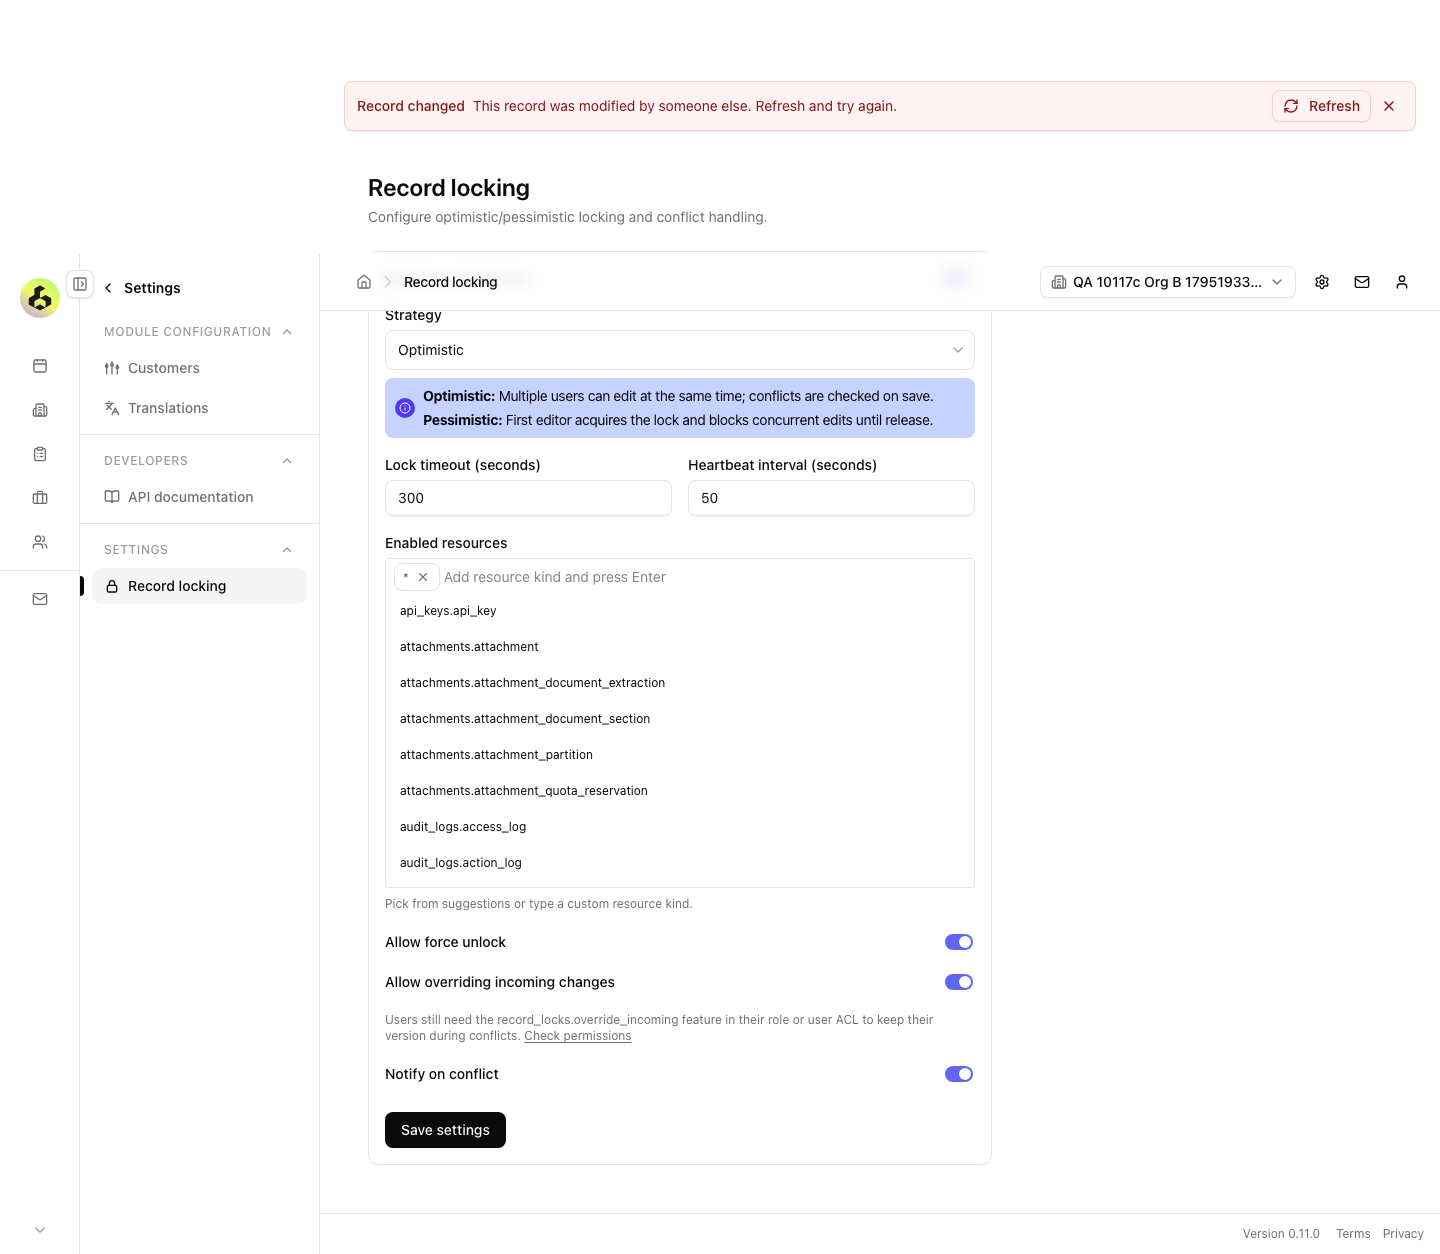 Record changed This record was modified by someone else. Refresh and try again.
Refresh
Record locking
Configure optimistic/pessimistic locking and conflict handling.
Record locking
QA 10117c Org B 17951933...
Settings
MODULE CONFIGURATION
Customers
Translations
DEVELOPERS
API documentation
SETTINGS
Record locking
Strategy
Optimistic
Optimistic: Multiple users can edit at the same time; conflicts are checked on save.
Pessimistic: First editor acquires the lock and blocks concurrent edits until release.
Lock timeout (seconds)
Heartbeat interval (seconds)
300
50
Enabled resources
* Add resource kind and press Enter
api_keys.api_key
attachments.attachment
attachments.attachment_document_extraction
attachments.attachment_document_section
attachments.attachment_partition
attachments.attachment_quota_reservation
audit_logs.access_log
audit_logs.action_log
Pick from suggestions or type a custom resource kind.
Allow force unlock
Allow overriding incoming changes
Users still need the record_locks.override_incoming feature in their role or user ACL to keep their
version during conflicts. Check permissions
Notify on conflict
Save settings
Version 0.11.0 Terms Privacy